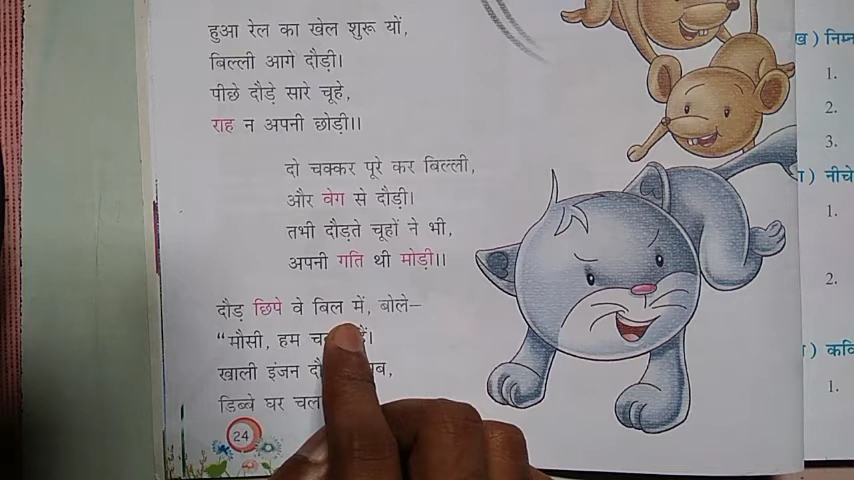 हुआ रेल का खेल शुरू यों,
बिल्ली आगे दौड़ी।
पीछे दौड़े सारे चूहे,
राह न अपनी छोड़ी।।
दो चक्कर पूरे कर बिल्ली,
और वेग से दौड़ी।
तभी दौड़ते चूहों ने भी,
अपनी गति थी मोड़ी।।
दौड़ छिपे वे बिल में, बोले–
“मौसी, हम
खाली इंजन
डिब्बे घर
24
ख) निम्न
1.
2.
3.
) नीचे
1.
2.
) कवि
1.